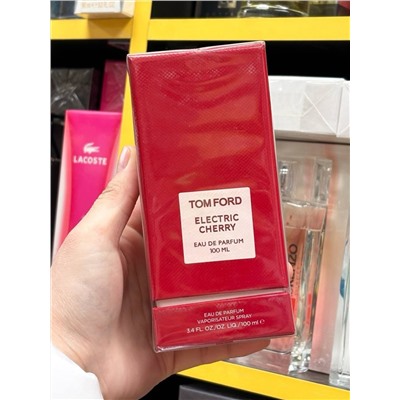 LACOSTE
TOM FORD
ELECTRIC
CHERRY
EAU DE PARFUM
100 ML
EAU DE PARFUM
VAPORISATEUR SPRAY
3.4 FL. OZ./OZ. LIQ./100 ml ℮